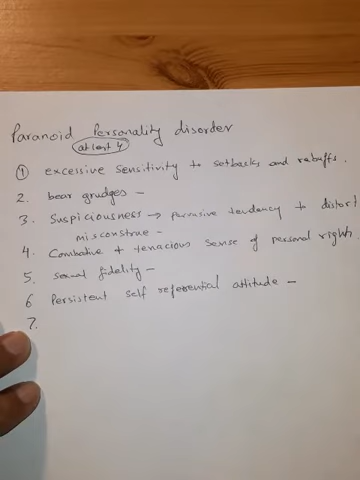 Paranoid Personality disorder
at least 4
1 excessive sensitivity to setbacks and rebuffs.
2. bear grudges -
3. Suspiciousness → pervasive tendency to distort
misconstrue -
4. Combative + tenacious sense of personal rights.
5. sexual fidelity -
6 Persistent self referential attitude -
7.